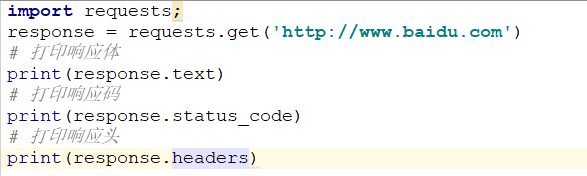 import requests;
response = requests.get('http://www.baidu.com')
# 打印响应体
print(response.text)
# 打印响应码
print(response.status_code)
# 打印响应头
print(response.headers)